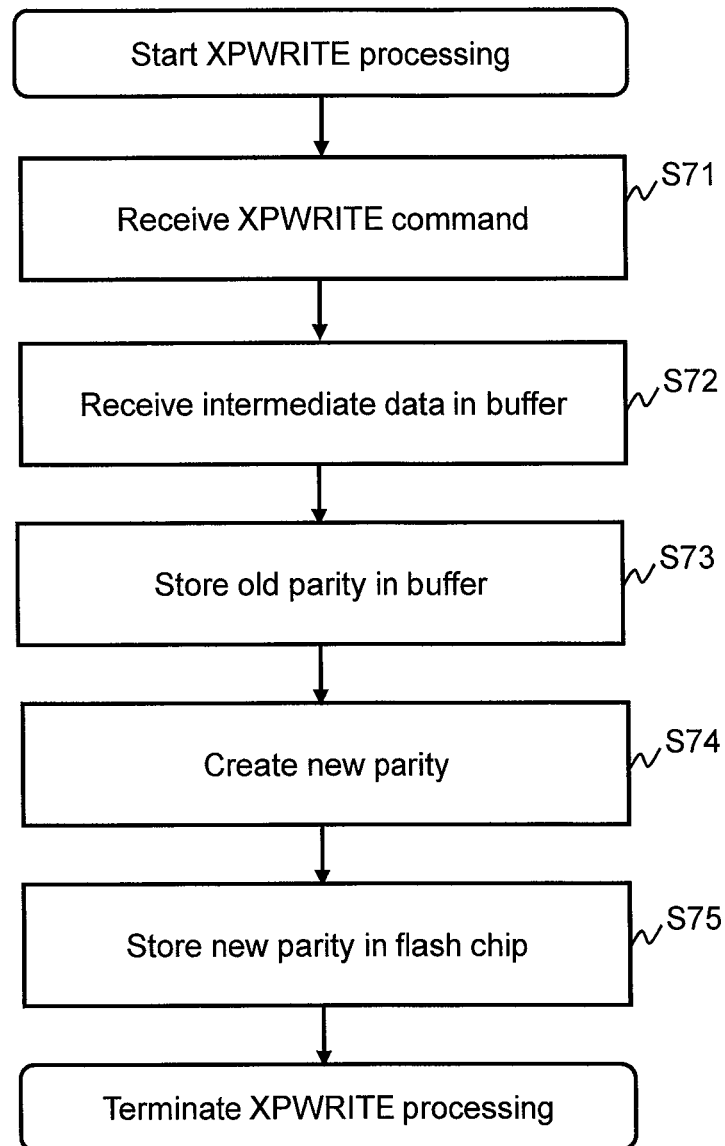 Start XPWRITE processing
S71
Receive XPWRITE command
S72
Receive intermediate data in buffer
S73
Store old parity in buffer
S74
Create new parity
S75
Store new parity in flash chip
Terminate XPWRITE processing